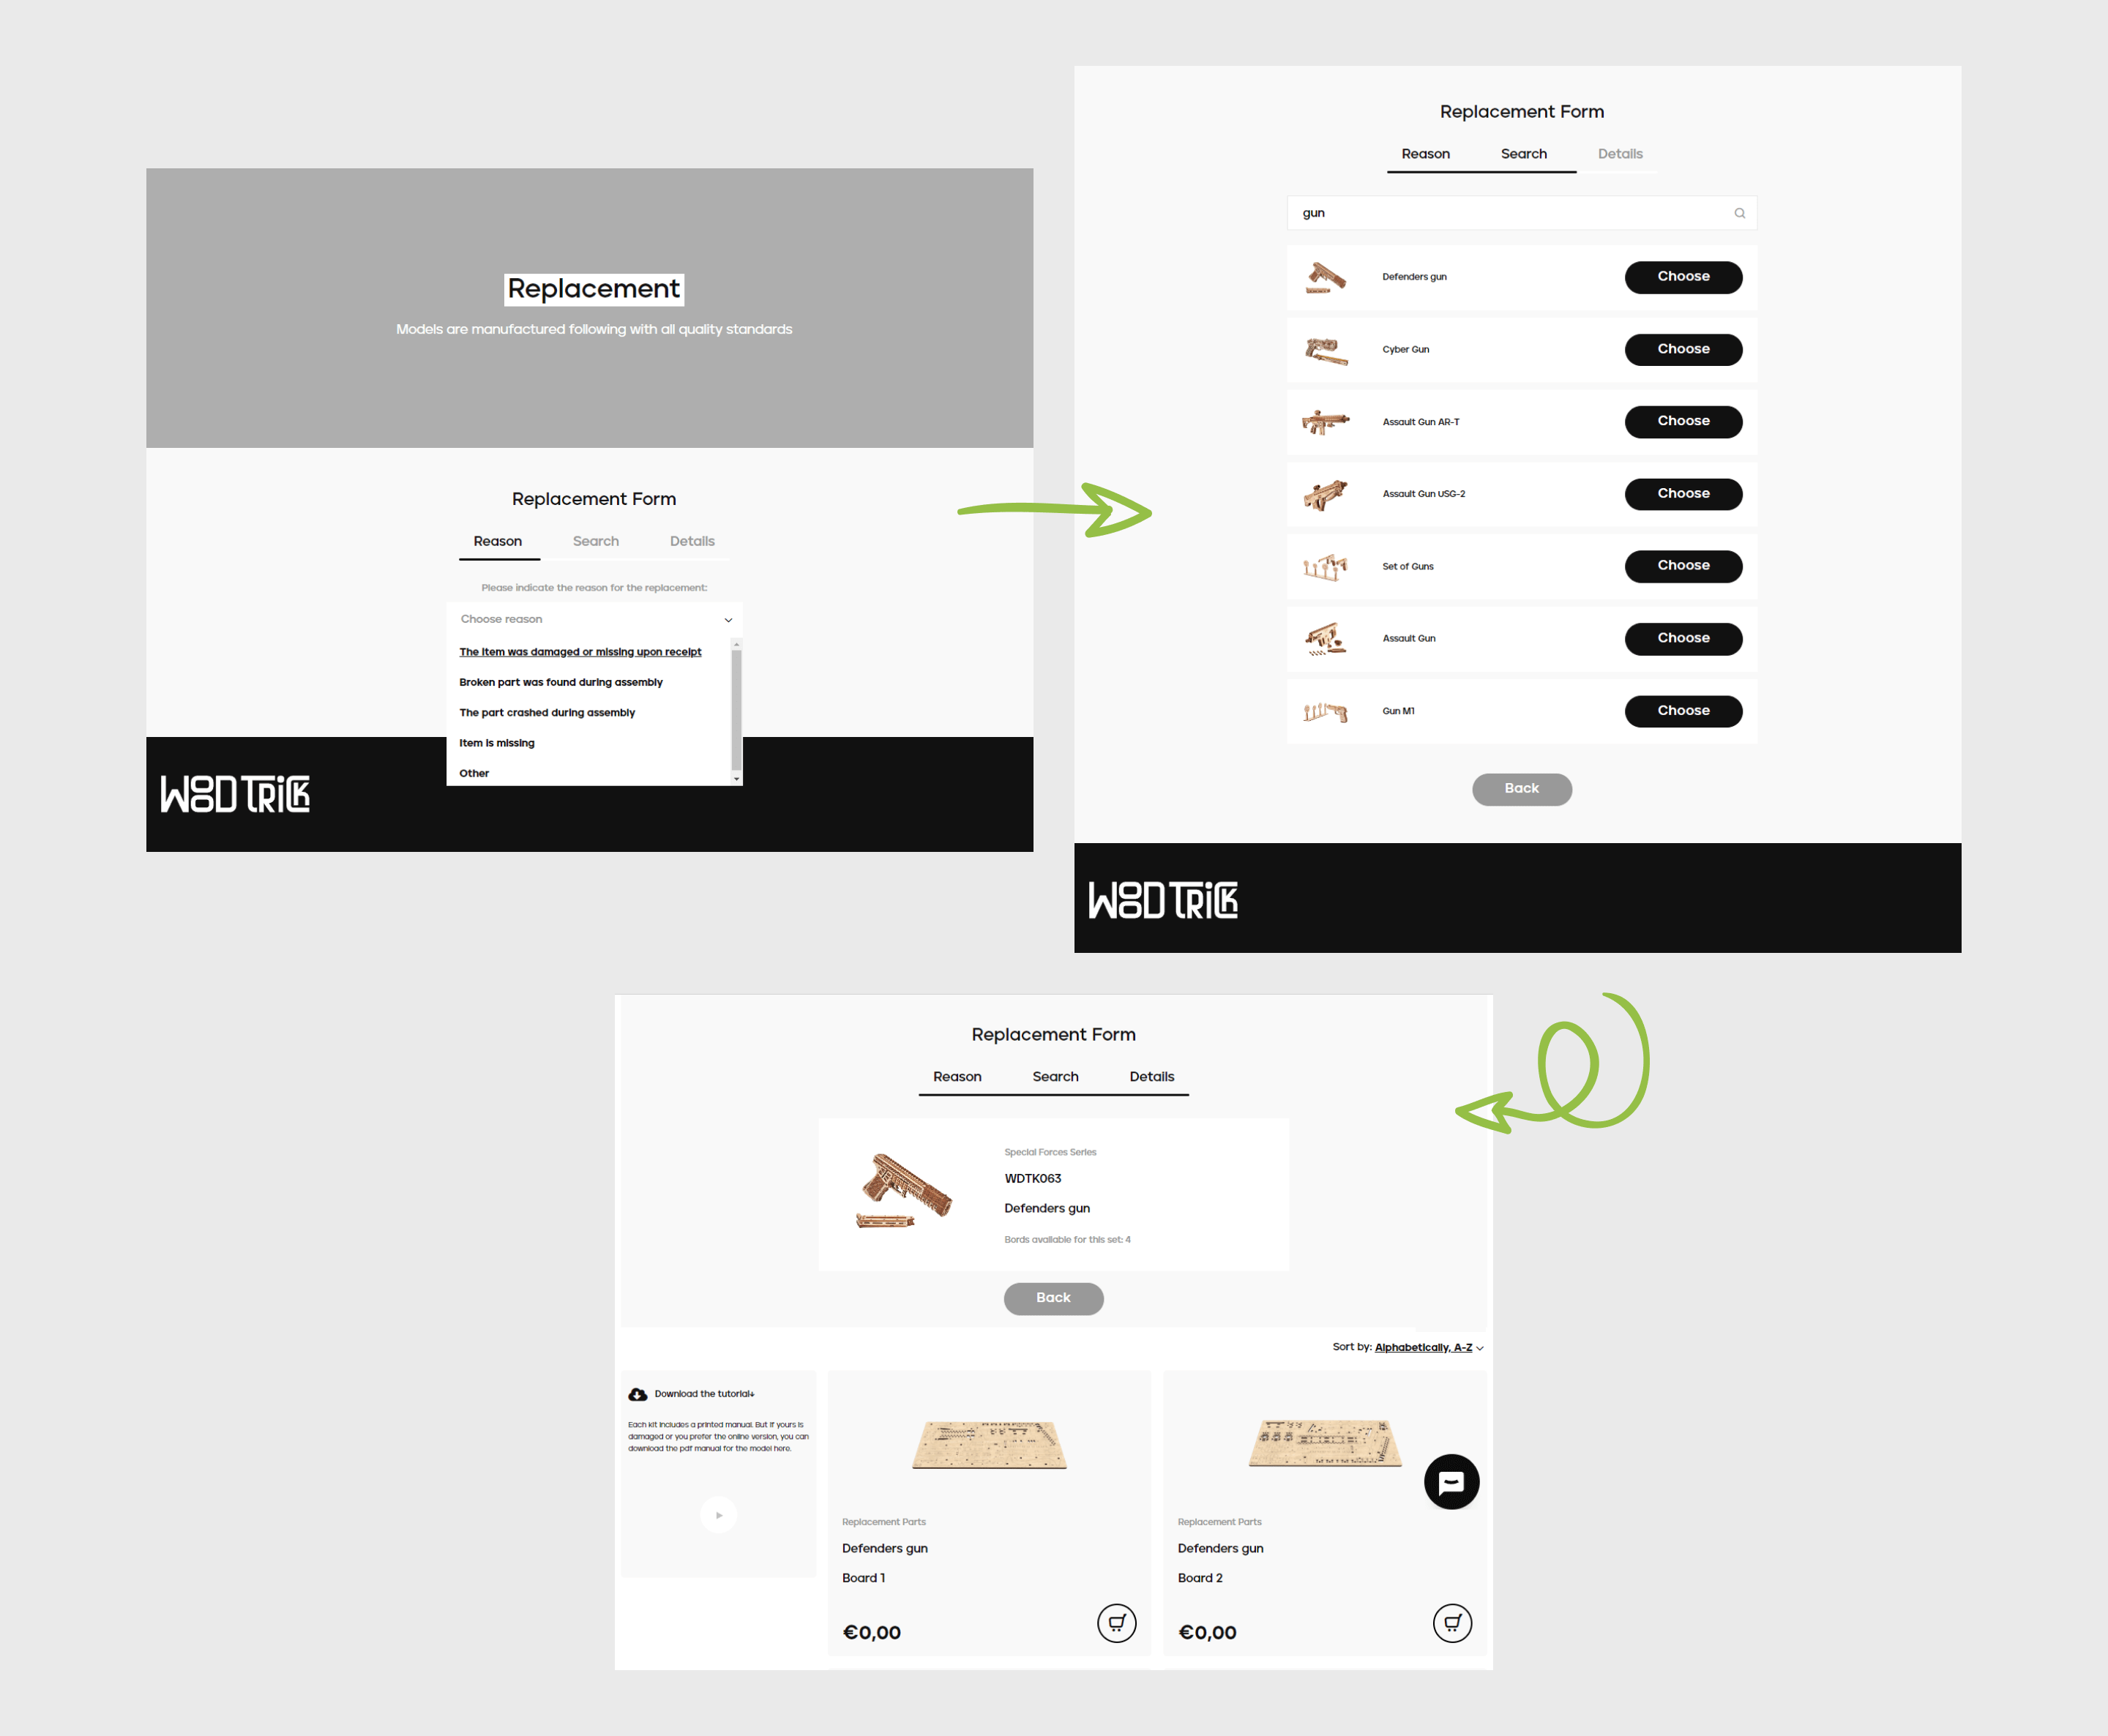 Replacement
Models are manufactured following with all quality standards
Replacement Form
Reason Search Details
Please indicate the reason for the replacement:
Choose reason
The item was damaged or missing upon receipt
Broken part was found during assembly
The part crashed during assembly
Item is missing
Other
WOOD TRICK
Replacement Form
Reason Search Details
gun
Defenders gun Choose
Cyber Gun Choose
Assault Gun AR-T Choose
Assault Gun USG-2 Choose
Set of Guns Choose
Assault Gun Choose
Gun M1 Choose
Back
WOOD TRICK
Replacement Form
Reason Search Details
Special Forces Series
WDTK063
Defenders gun
Bords available for this set: 4
Back
Sort by: Alphabetically, A-Z
Download the tutorial↓
Each kit includes a printed manual. But if yours is
damaged or you prefer the online version, you can
download the pdf manual for the model here.
Replacement Parts
Defenders gun
Board 1
€0,00
Replacement Parts
Defenders gun
Board 2
€0,00